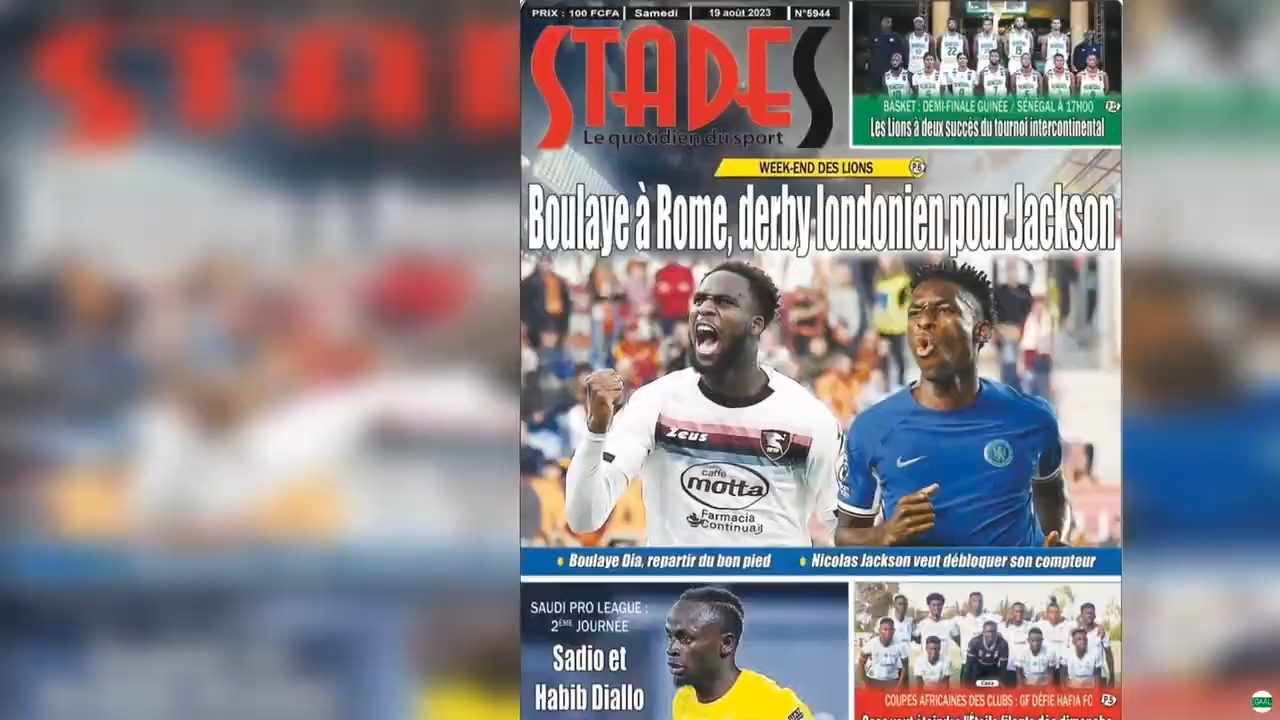 PRIX : 100 FCFA
Samedi
19 août 2023
N°5944
STADES
Le quotidien du sport
BASKET : DEMI-FINALE GUINÉE / SÉNÉGAL À 17H00
Les Lions à deux succès du tournoi intercontinental
WEEK-END DES LIONS
P.6
Boulaye à Rome, derby londonien pour Jackson
zeus
caffè
motta
Farmacia
Continua.it
Boulaye Dia, repartir du bon pied
Nicolas Jackson veut débloquer son compteur
SAUDI PRO LEAGUE :
2ÈME JOURNÉE
Sadio et
Habib Diallo
COUPES AFRICAINES DES CLUBS : GF DÉFIE HAFIA FC